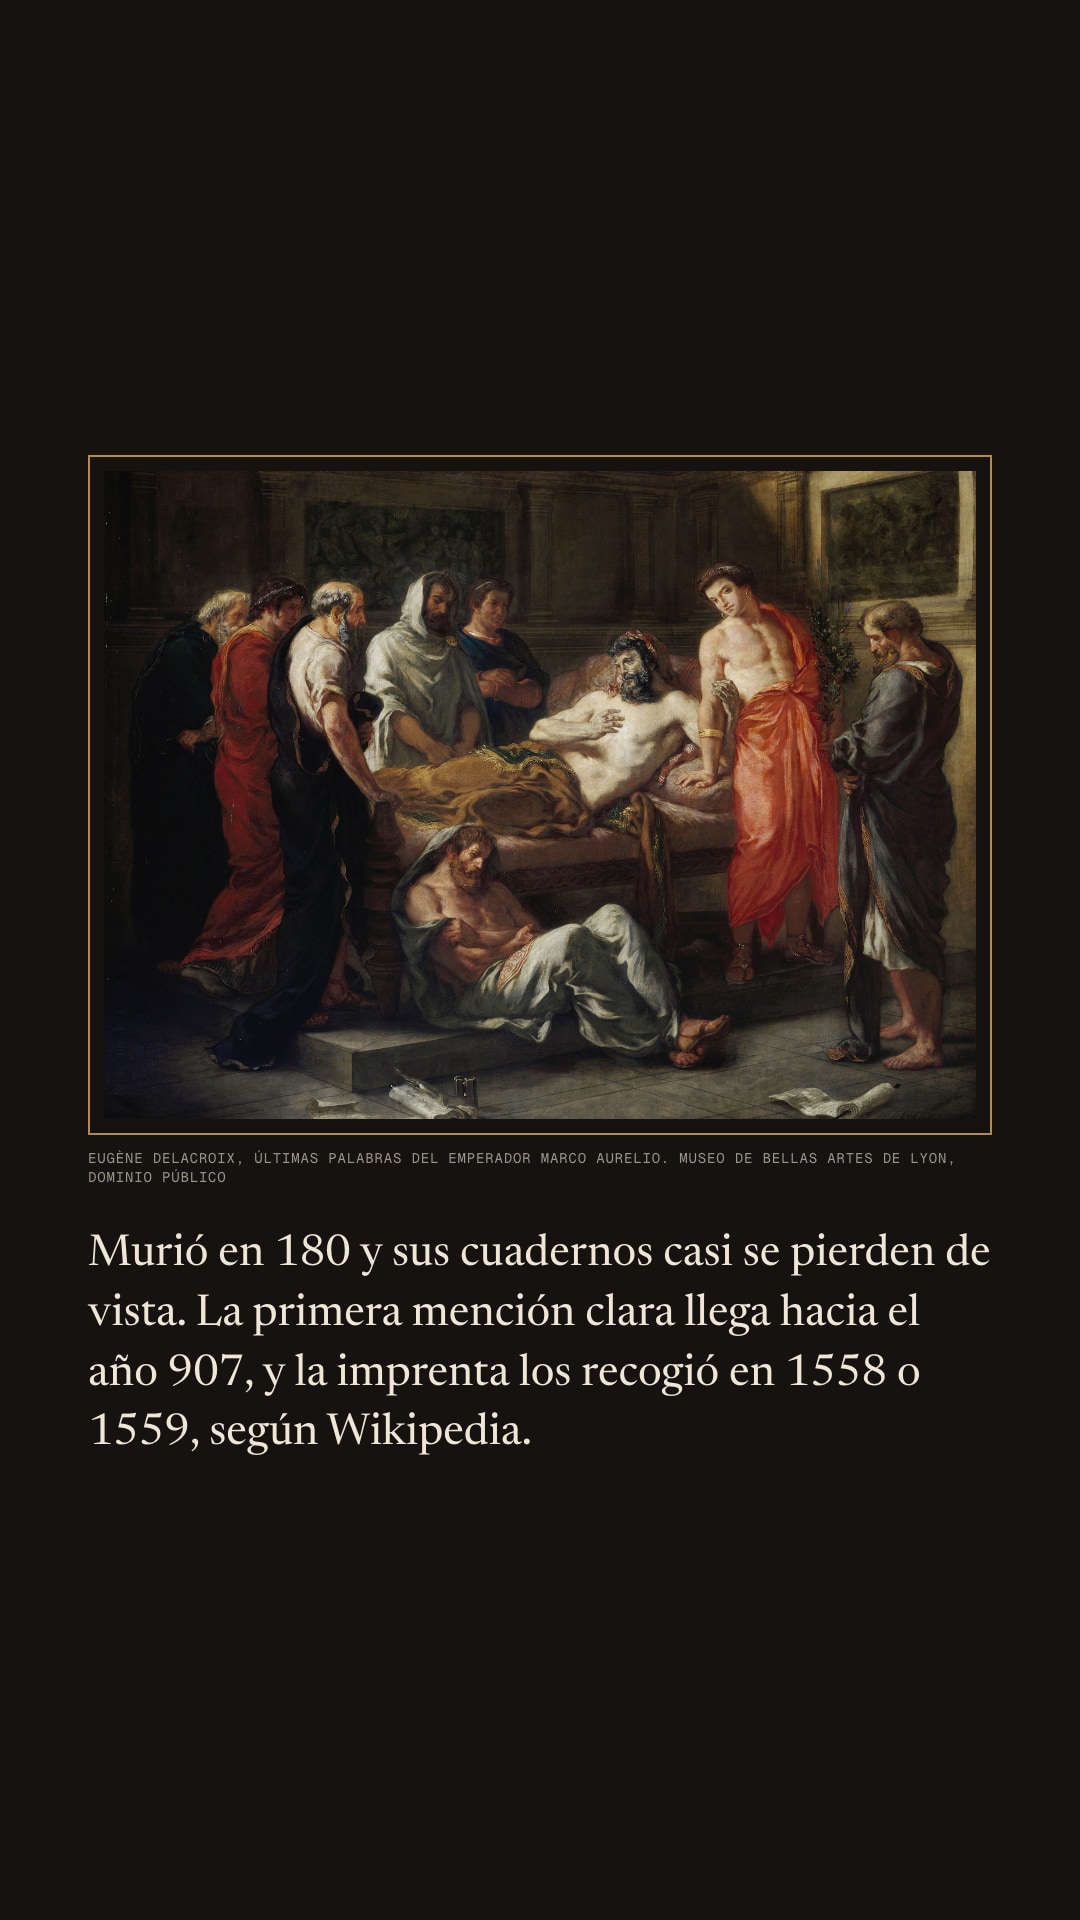 EUGÈNE DELACROIX, ÚLTIMAS PALABRAS DEL EMPERADOR MARCO AURELIO. MUSEO DE BELLAS ARTES DE LYON,
DOMINIO PÚBLICO
Murió en 180 y sus cuadernos casi se pierden de
vista. La primera mención clara llega hacia el
año 907, y la imprenta los recogió en 1558 o
1559, según Wikipedia.